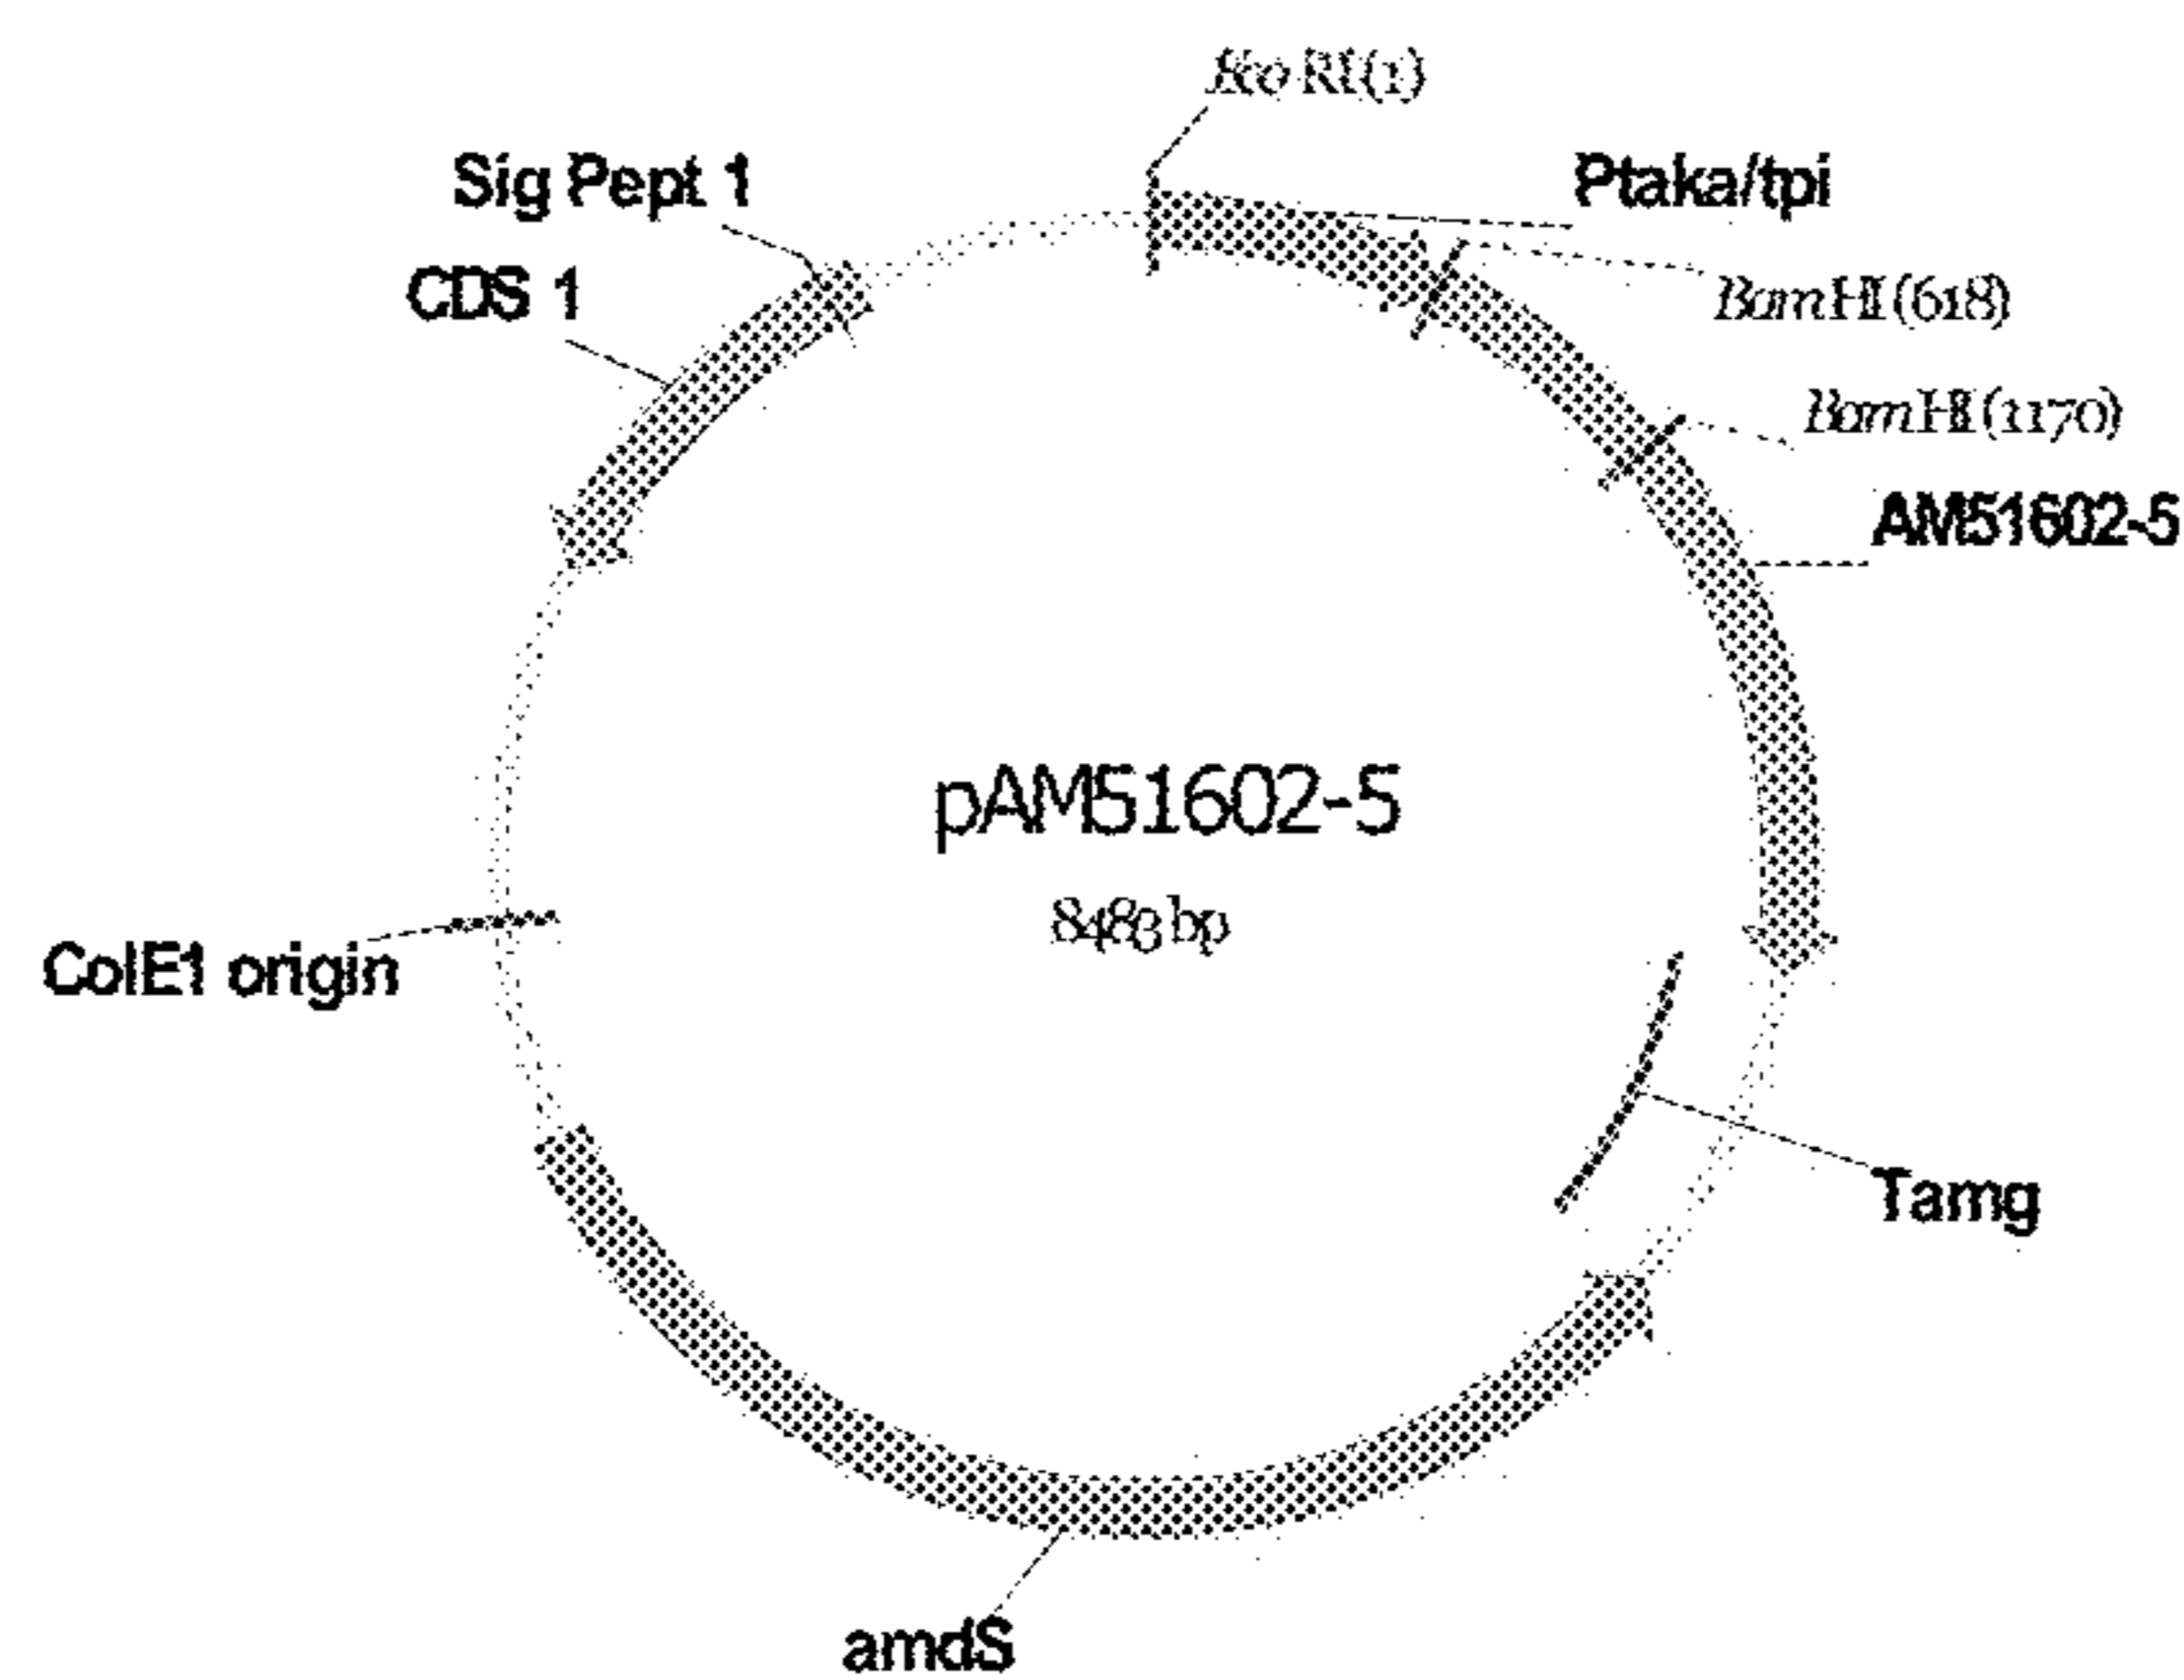 EcoRI(1)
Sig Pept 1
Ptaka/tpi
CDS 1
BamHI(618)
BamHI(1170)
AM51602-5
pAM51602-5
8483 bp
ColE1 origin
Tamg
amdS